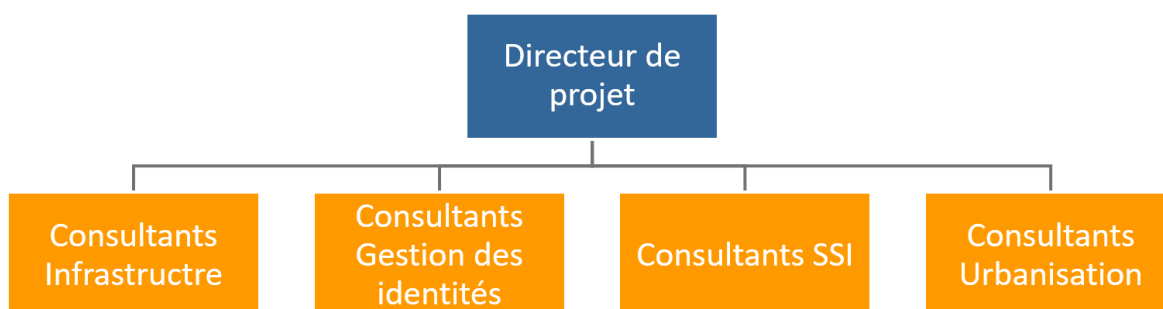 Directeur de
projet
Consultants
Infrastructre
Consultants
Gestion des
identités
Consultants SSI
Consultants
Urbanisation